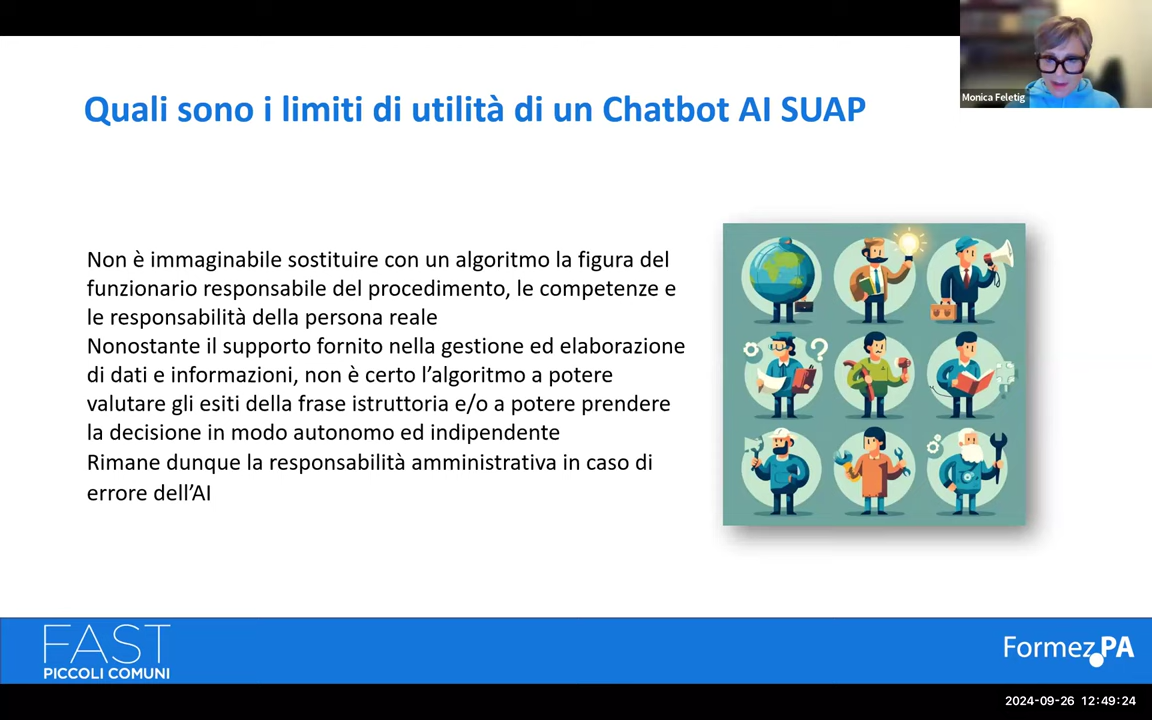 Monica Feletig
Quali sono i limiti di utilità di un Chatbot AI SUAP
Non è immaginabile sostituire con un algoritmo la figura del
funzionario responsabile del procedimento, le competenze e
le responsabilità della persona reale
Nonostante il supporto fornito nella gestione ed elaborazione
di dati e informazioni, non è certo l’algoritmo a potere
valutare gli esiti della frase istruttoria e/o a potere prendere
la decisione in modo autonomo ed indipendente
Rimane dunque la responsabilità amministrativa in caso di
errore dell’AI
?
FAST
PICCOLI COMUNI
Formez PA
2024-09-26 12:49:24